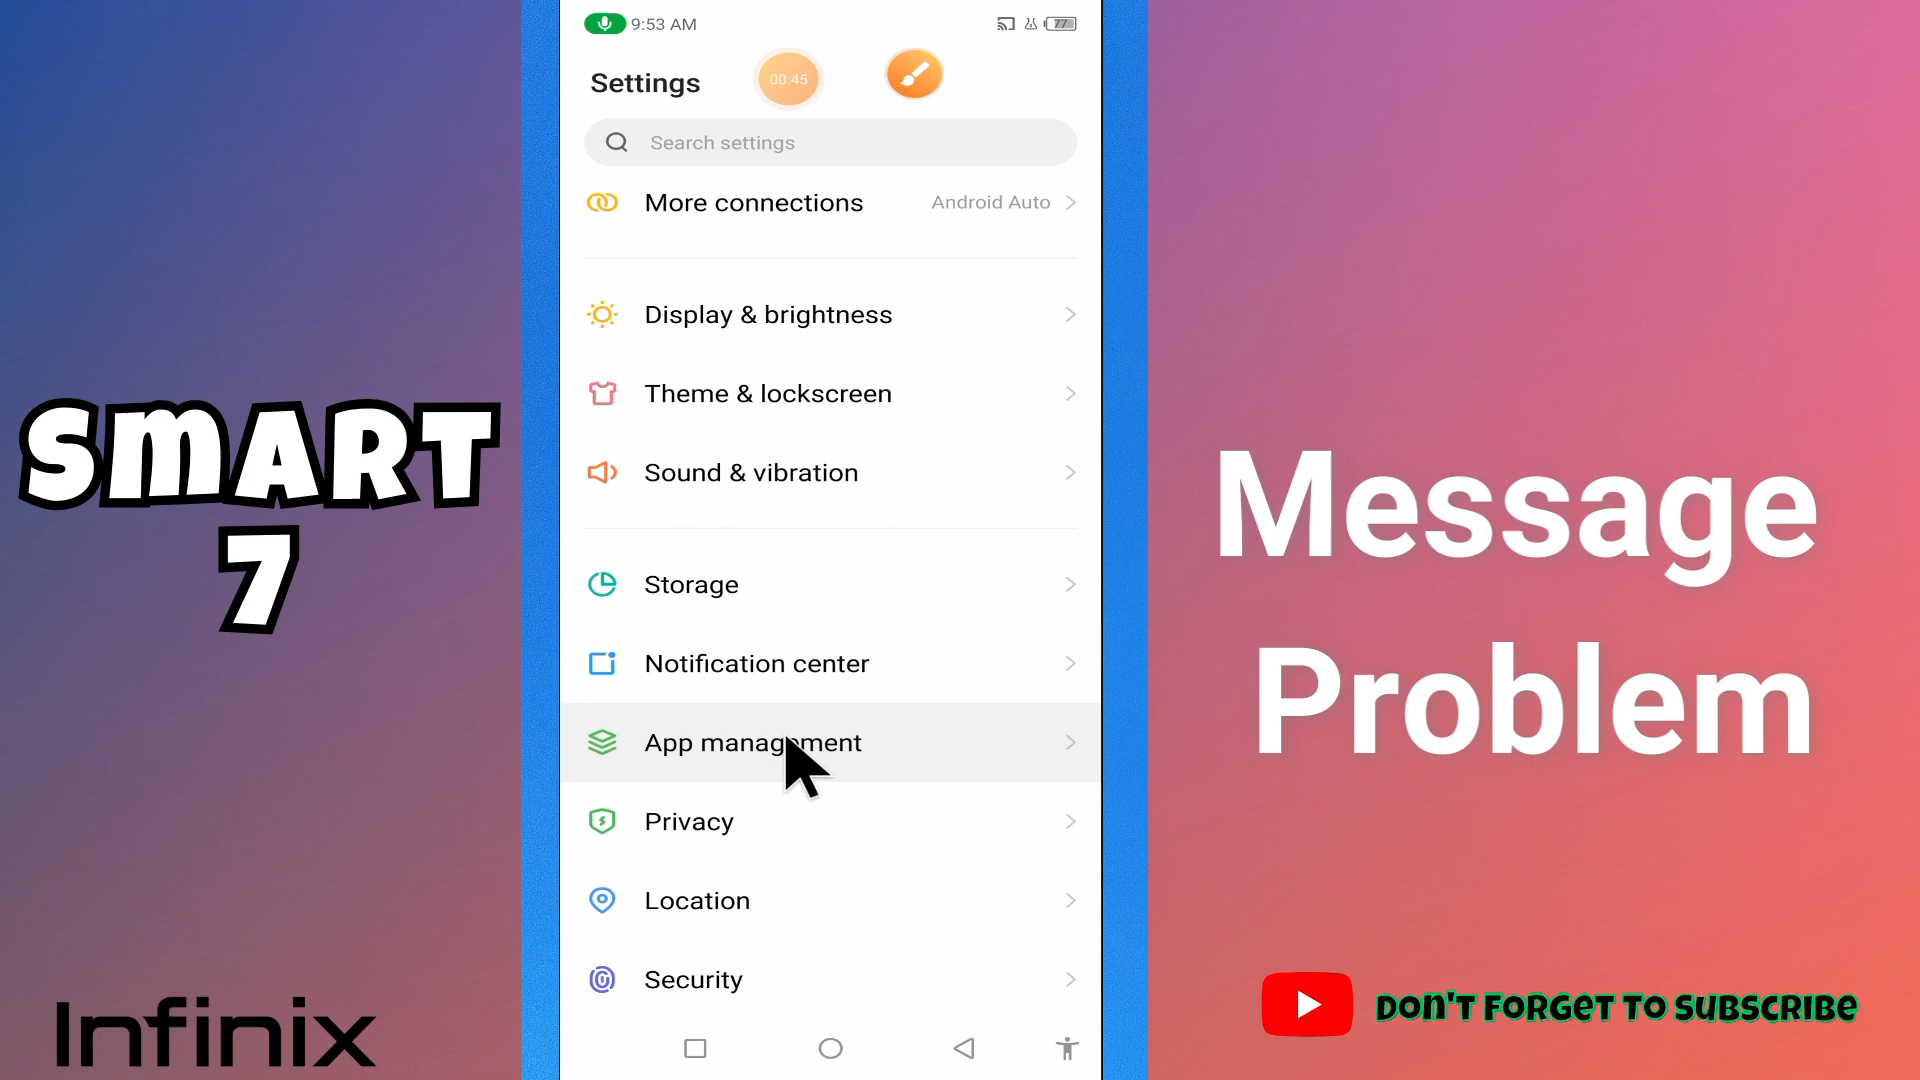 SMART
7
Infinix
9:53 AM
77
Settings
00:45
Search settings
More connections
Android Auto
Display & brightness
Theme & lockscreen
Sound & vibration
Storage
Notification center
App management
Privacy
Location
Security
Message
Problem
DON'T FORGET TO SUBSCRIBE